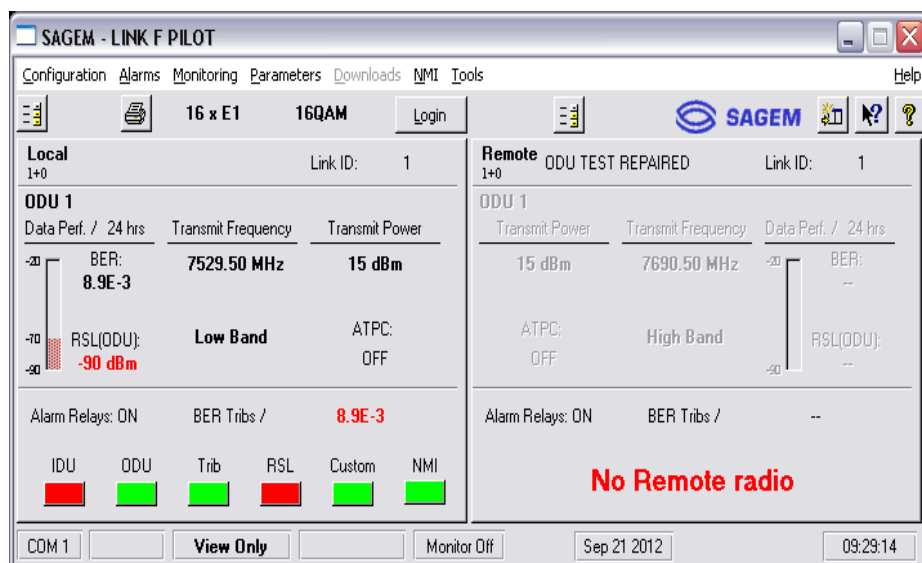 SAGEM - LINK F PILOT
Configuration Alarms Monitoring Parameters Downloads NMI Tools Help
16 x E1 16QAM Login SAGEM
Local
1+0
Link ID: 1
ODU 1
Data Perf. / 24 hrs Transmit Frequency Transmit Power
-20 BER: 7529.50 MHz 15 dBm
8.9E-3
-70 RSL(ODU): Low Band ATPC:
-90 -90 dBm OFF
Alarm Relays: ON BER Tribs / 8.9E-3
IDU ODU Trib RSL Custom NMI
Remote ODU TEST REPAIRED Link ID: 1
1+0
ODU 1
Transmit Power Transmit Frequency Data Perf. / 24 hrs
15 dBm 7690.50 MHz -20 BER:
--
ATPC: High Band RSL(ODU):
OFF -90 --
Alarm Relays: ON BER Tribs / --
No Remote radio
COM 1 View Only Monitor Off Sep 21 2012 09:29:14